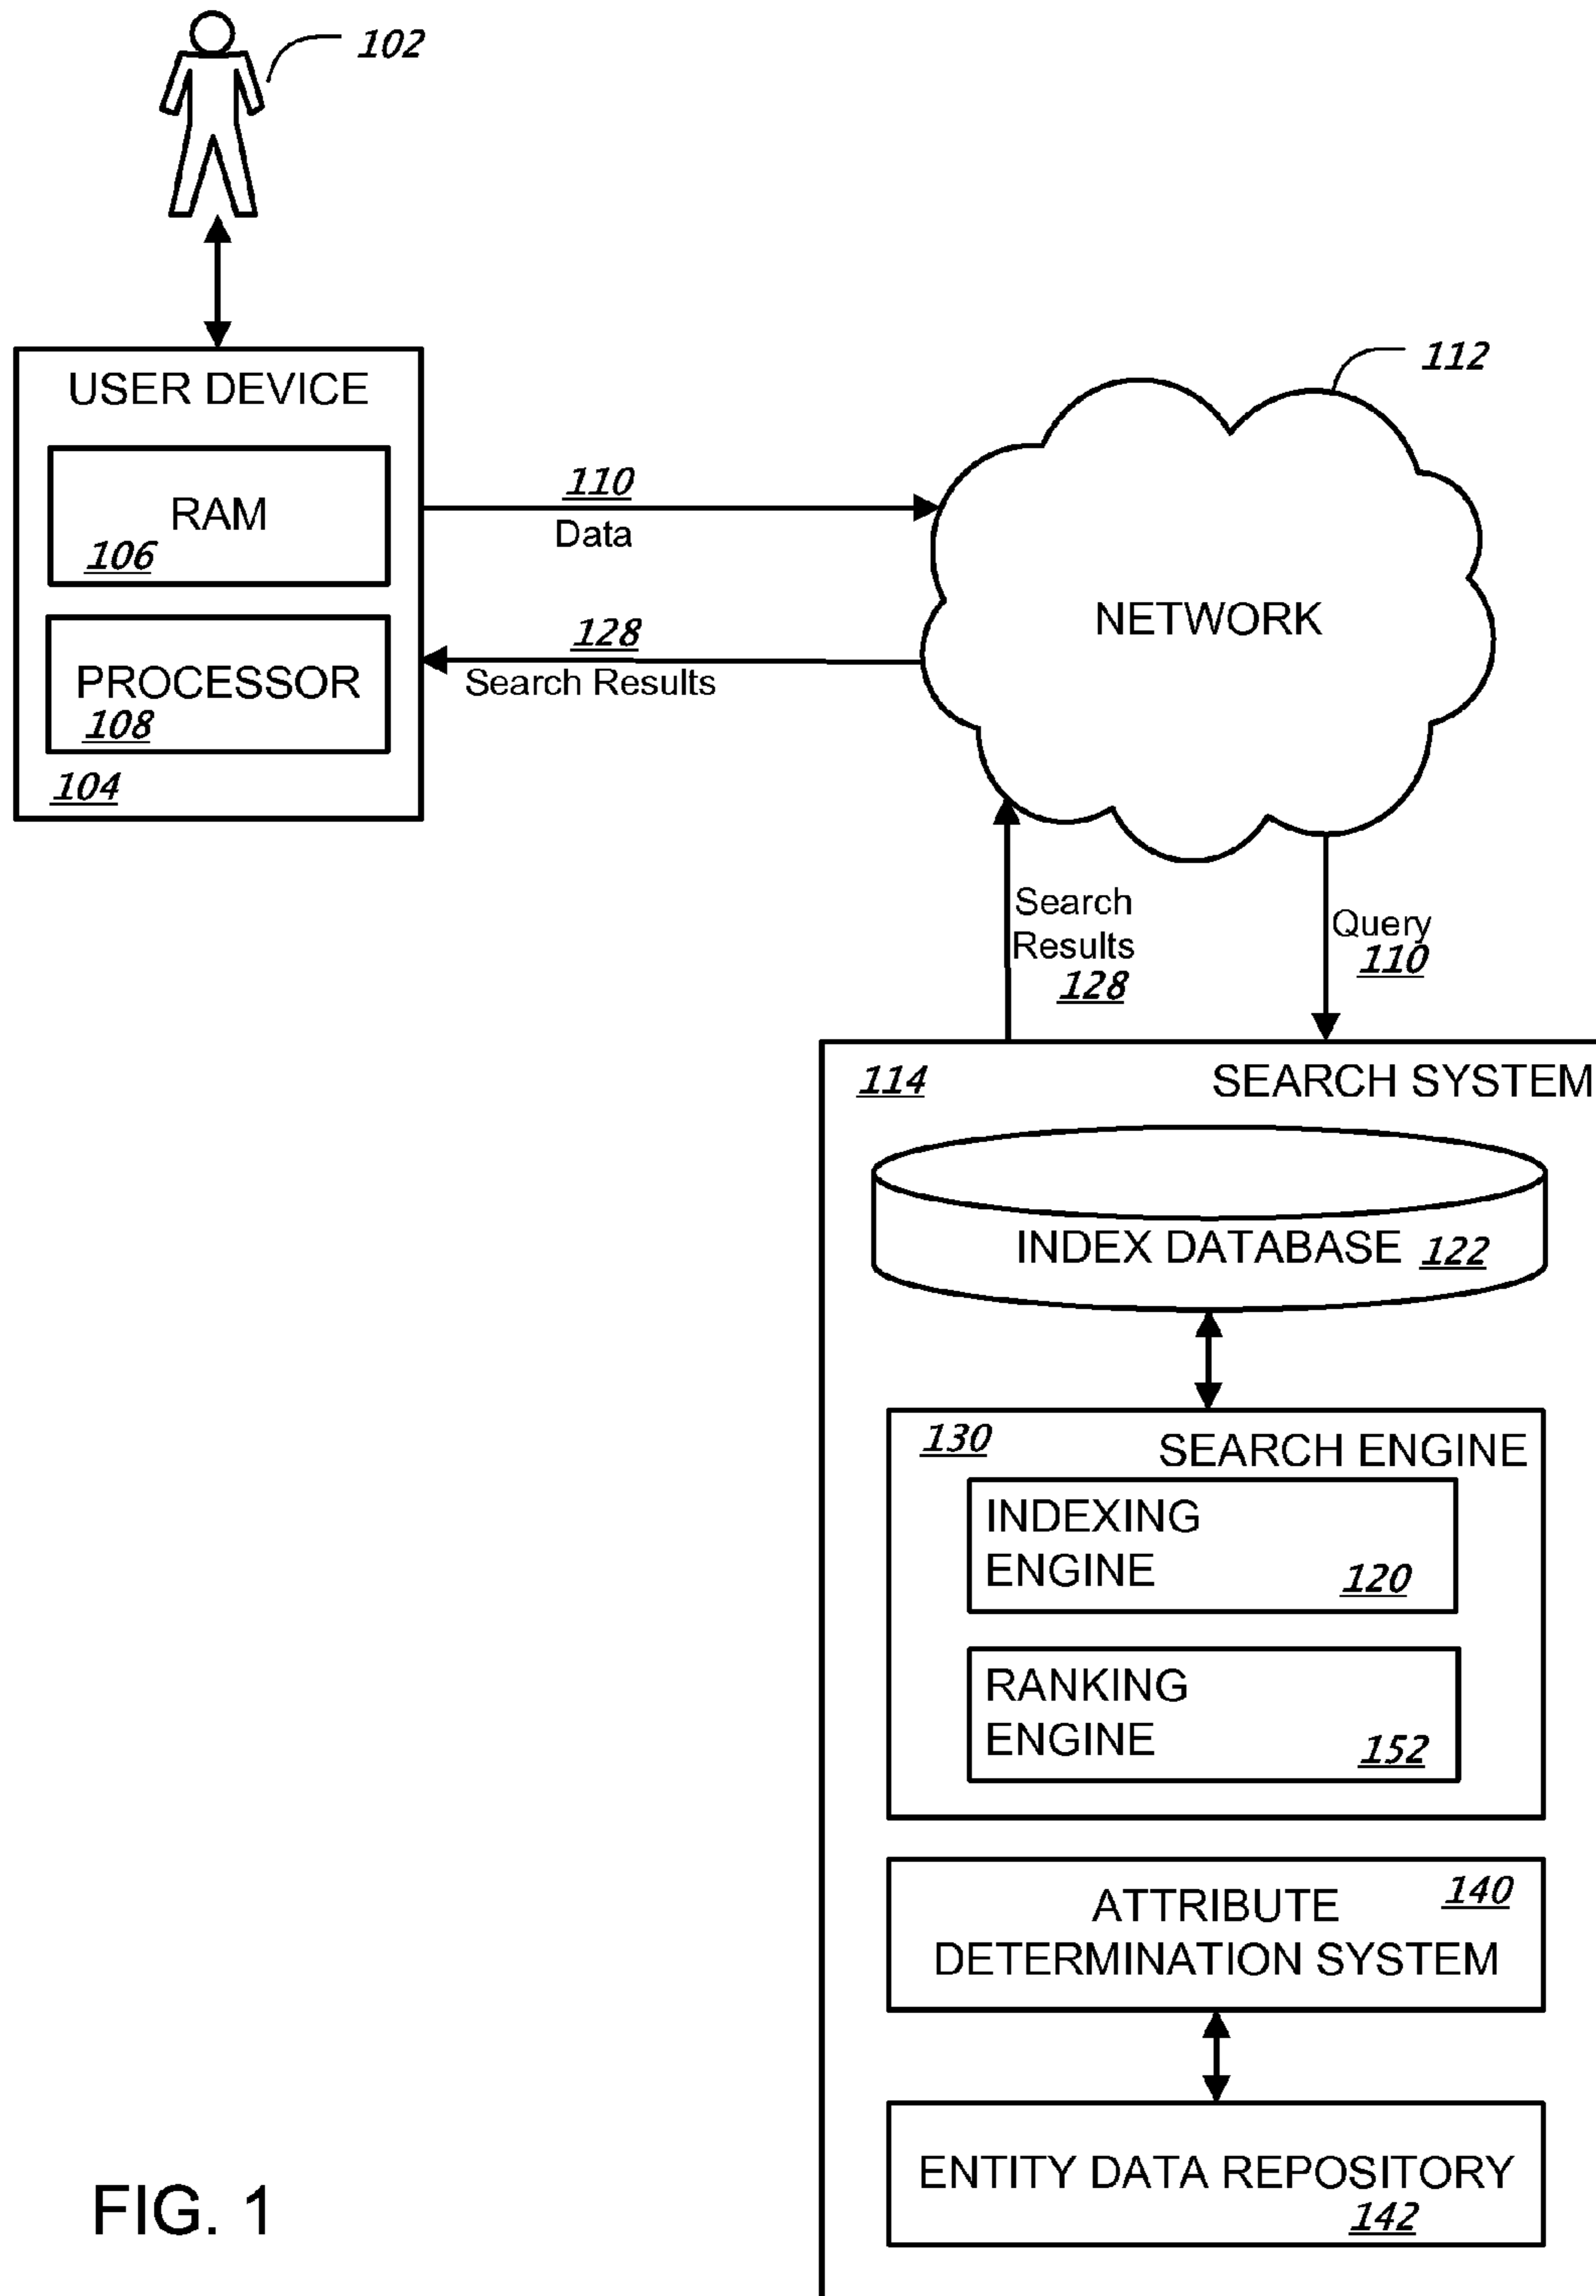 102
USER DEVICE
RAM
106
PROCESSOR
108
104
110
Data
128
Search Results
112
NETWORK
Search
Results
128
Query
110
114
SEARCH SYSTEM
INDEX DATABASE 122
130
SEARCH ENGINE
INDEXING
ENGINE
120
RANKING
ENGINE
152
140
ATTRIBUTE
DETERMINATION SYSTEM
ENTITY DATA REPOSITORY
142
FIG. 1